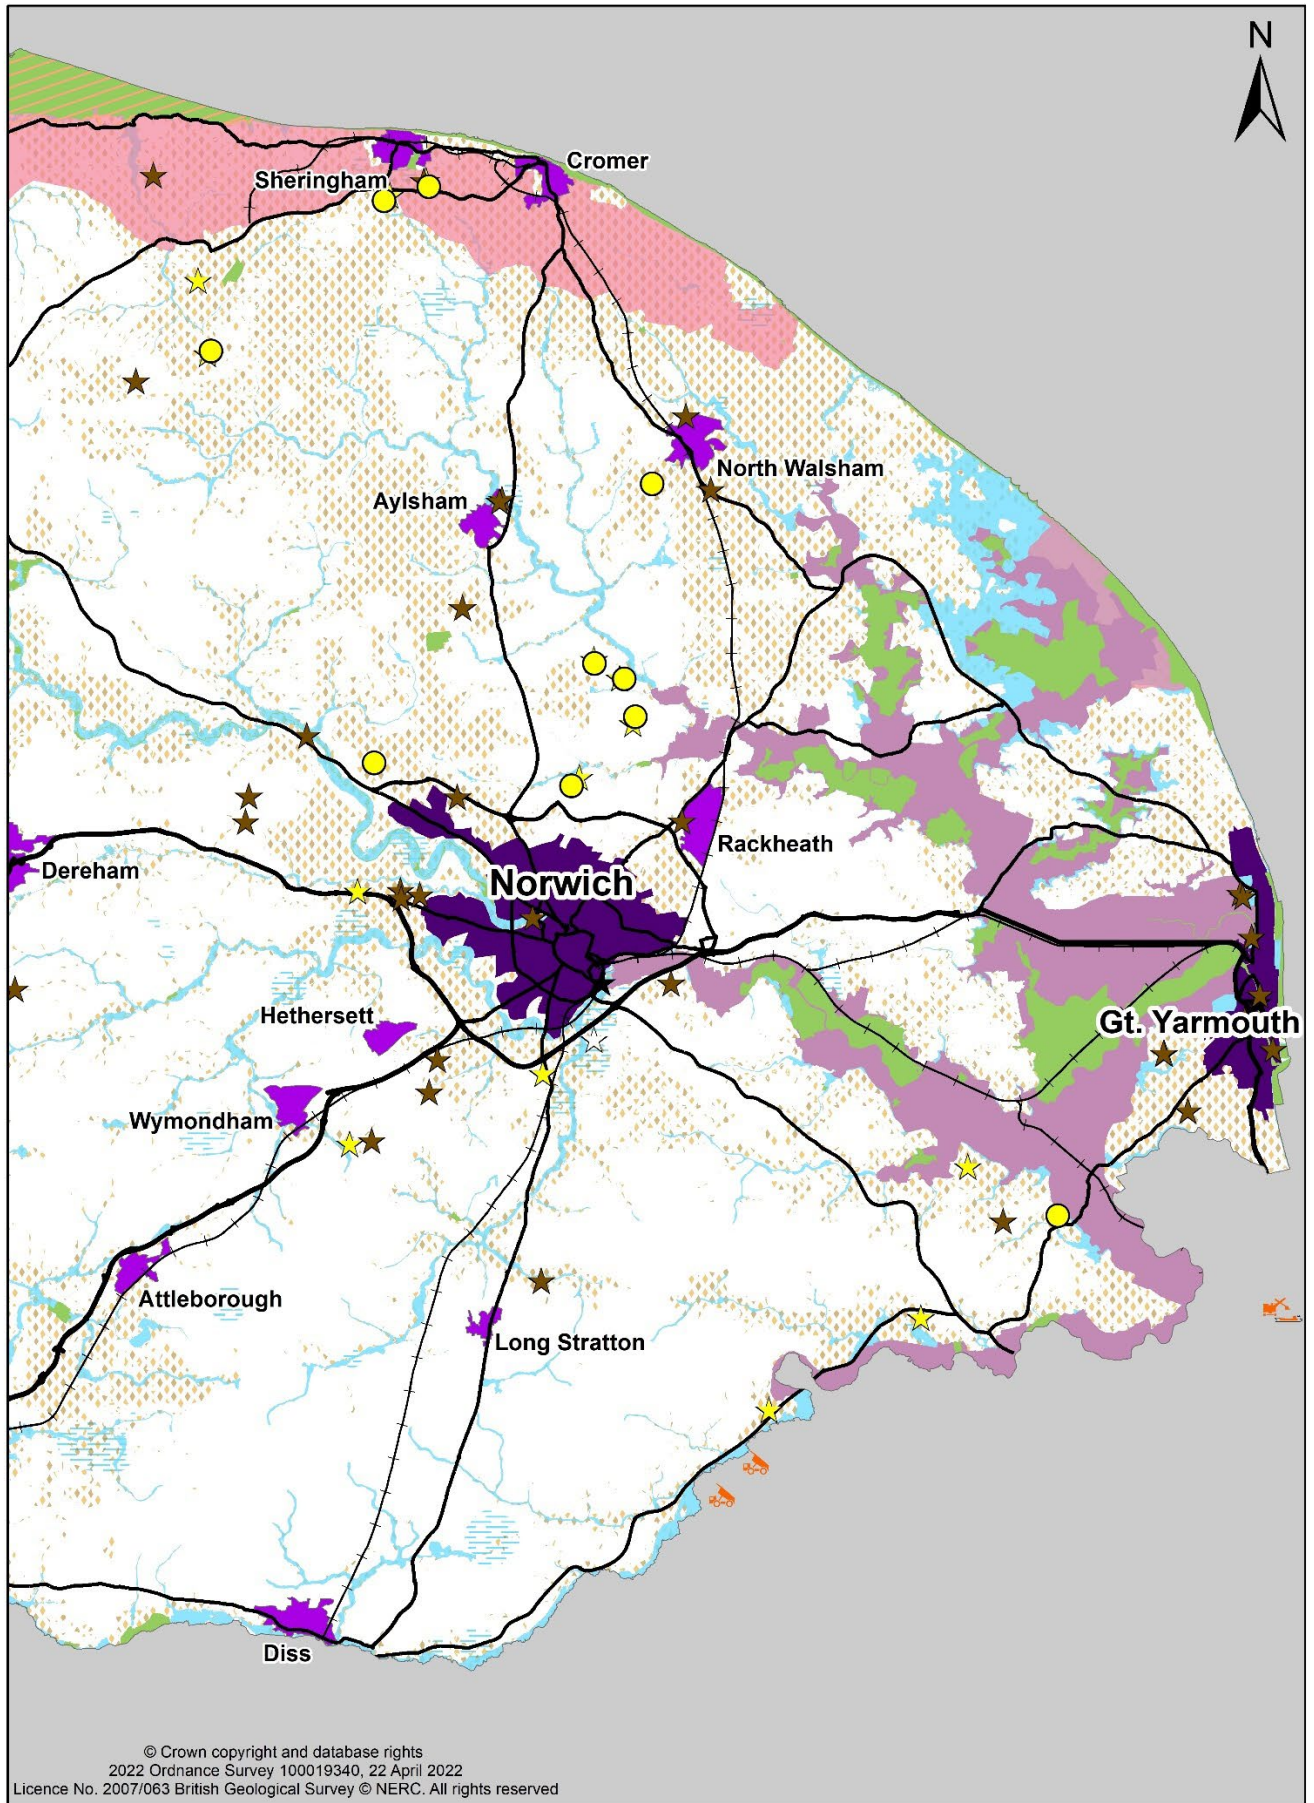 N
Cromer
Sheringham
North Walsham
Aylsham
Rackheath
Dereham
Norwich
Hethersett
Gt. Yarmouth
Wymondham
Attleborough
Long Stratton
Diss
© Crown copyright and database rights
2022 Ordnance Survey 100019340, 22 April 2022
Licence No. 2007/063 British Geological Survey © NERC. All rights reserved